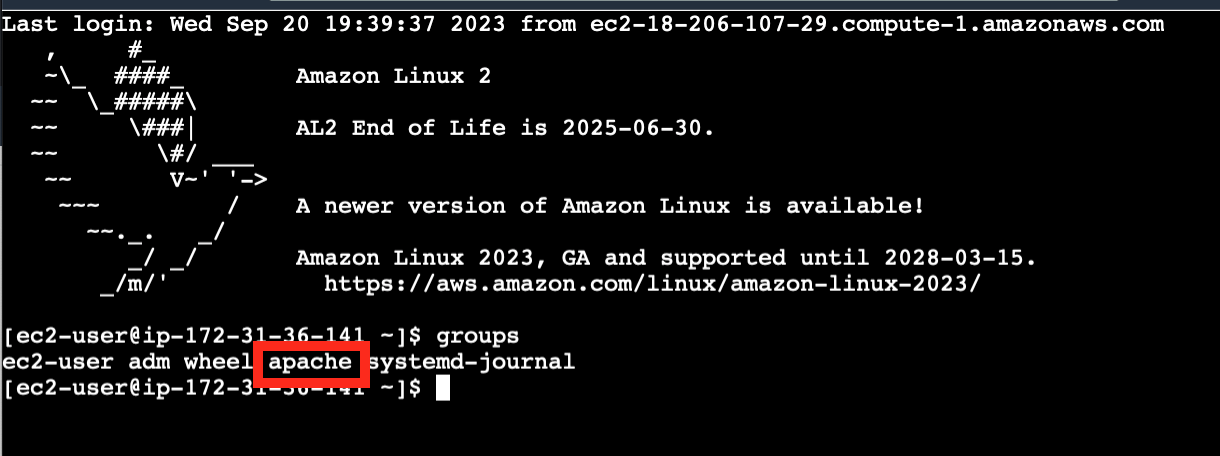 Last login: Wed Sep 20 19:39:37 2023 from ec2-18-206-107-29.compute-1.amazonaws.com
   ,     #_
   ~\_  ####_        Amazon Linux 2
  ~~  \_#####\
  ~~     \###|       AL2 End of Life is 2025-06-30.
  ~~       \#/ ___
   ~~       V~' '->
    ~~~         /    A newer version of Amazon Linux is available!
      ~~._.   _/
         _/ _/       Amazon Linux 2023, GA and supported until 2028-03-15.
       _/m/'           https://aws.amazon.com/linux/amazon-linux-2023/
[ec2-user@ip-172-31-36-141 ~]$ groups
ec2-user adm wheel apache systemd-journal
[ec2-user@ip-172-31-36-141 ~]$